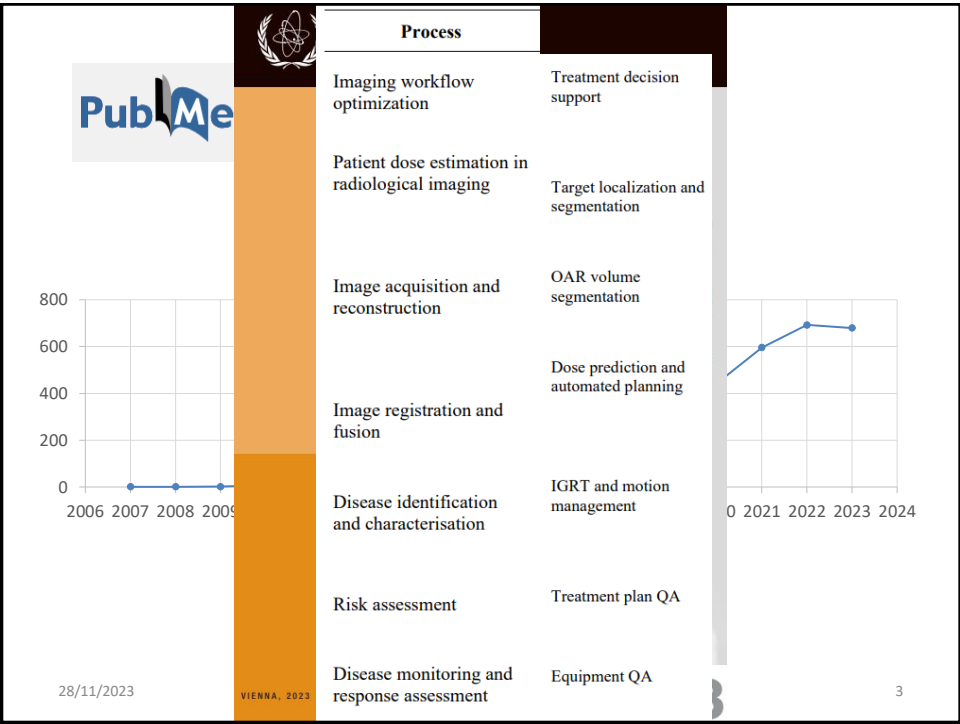 PubMe
Process
Imaging workflow
optimization
Patient dose estimation in
radiological imaging
Image acquisition and
reconstruction
Image registration and
fusion
Disease identification
and characterisation
Risk assessment
Disease monitoring and
response assessment
Treatment decision
support
Target localization and
segmentation
OAR volume
segmentation
Dose prediction and
automated planning
IGRT and motion
management
Treatment plan QA
Equipment QA
800
600
400
200
0
2006 2007 2008 2009
0 2021 2022 2023 2024
28/11/2023
VIENNA, 2023
3